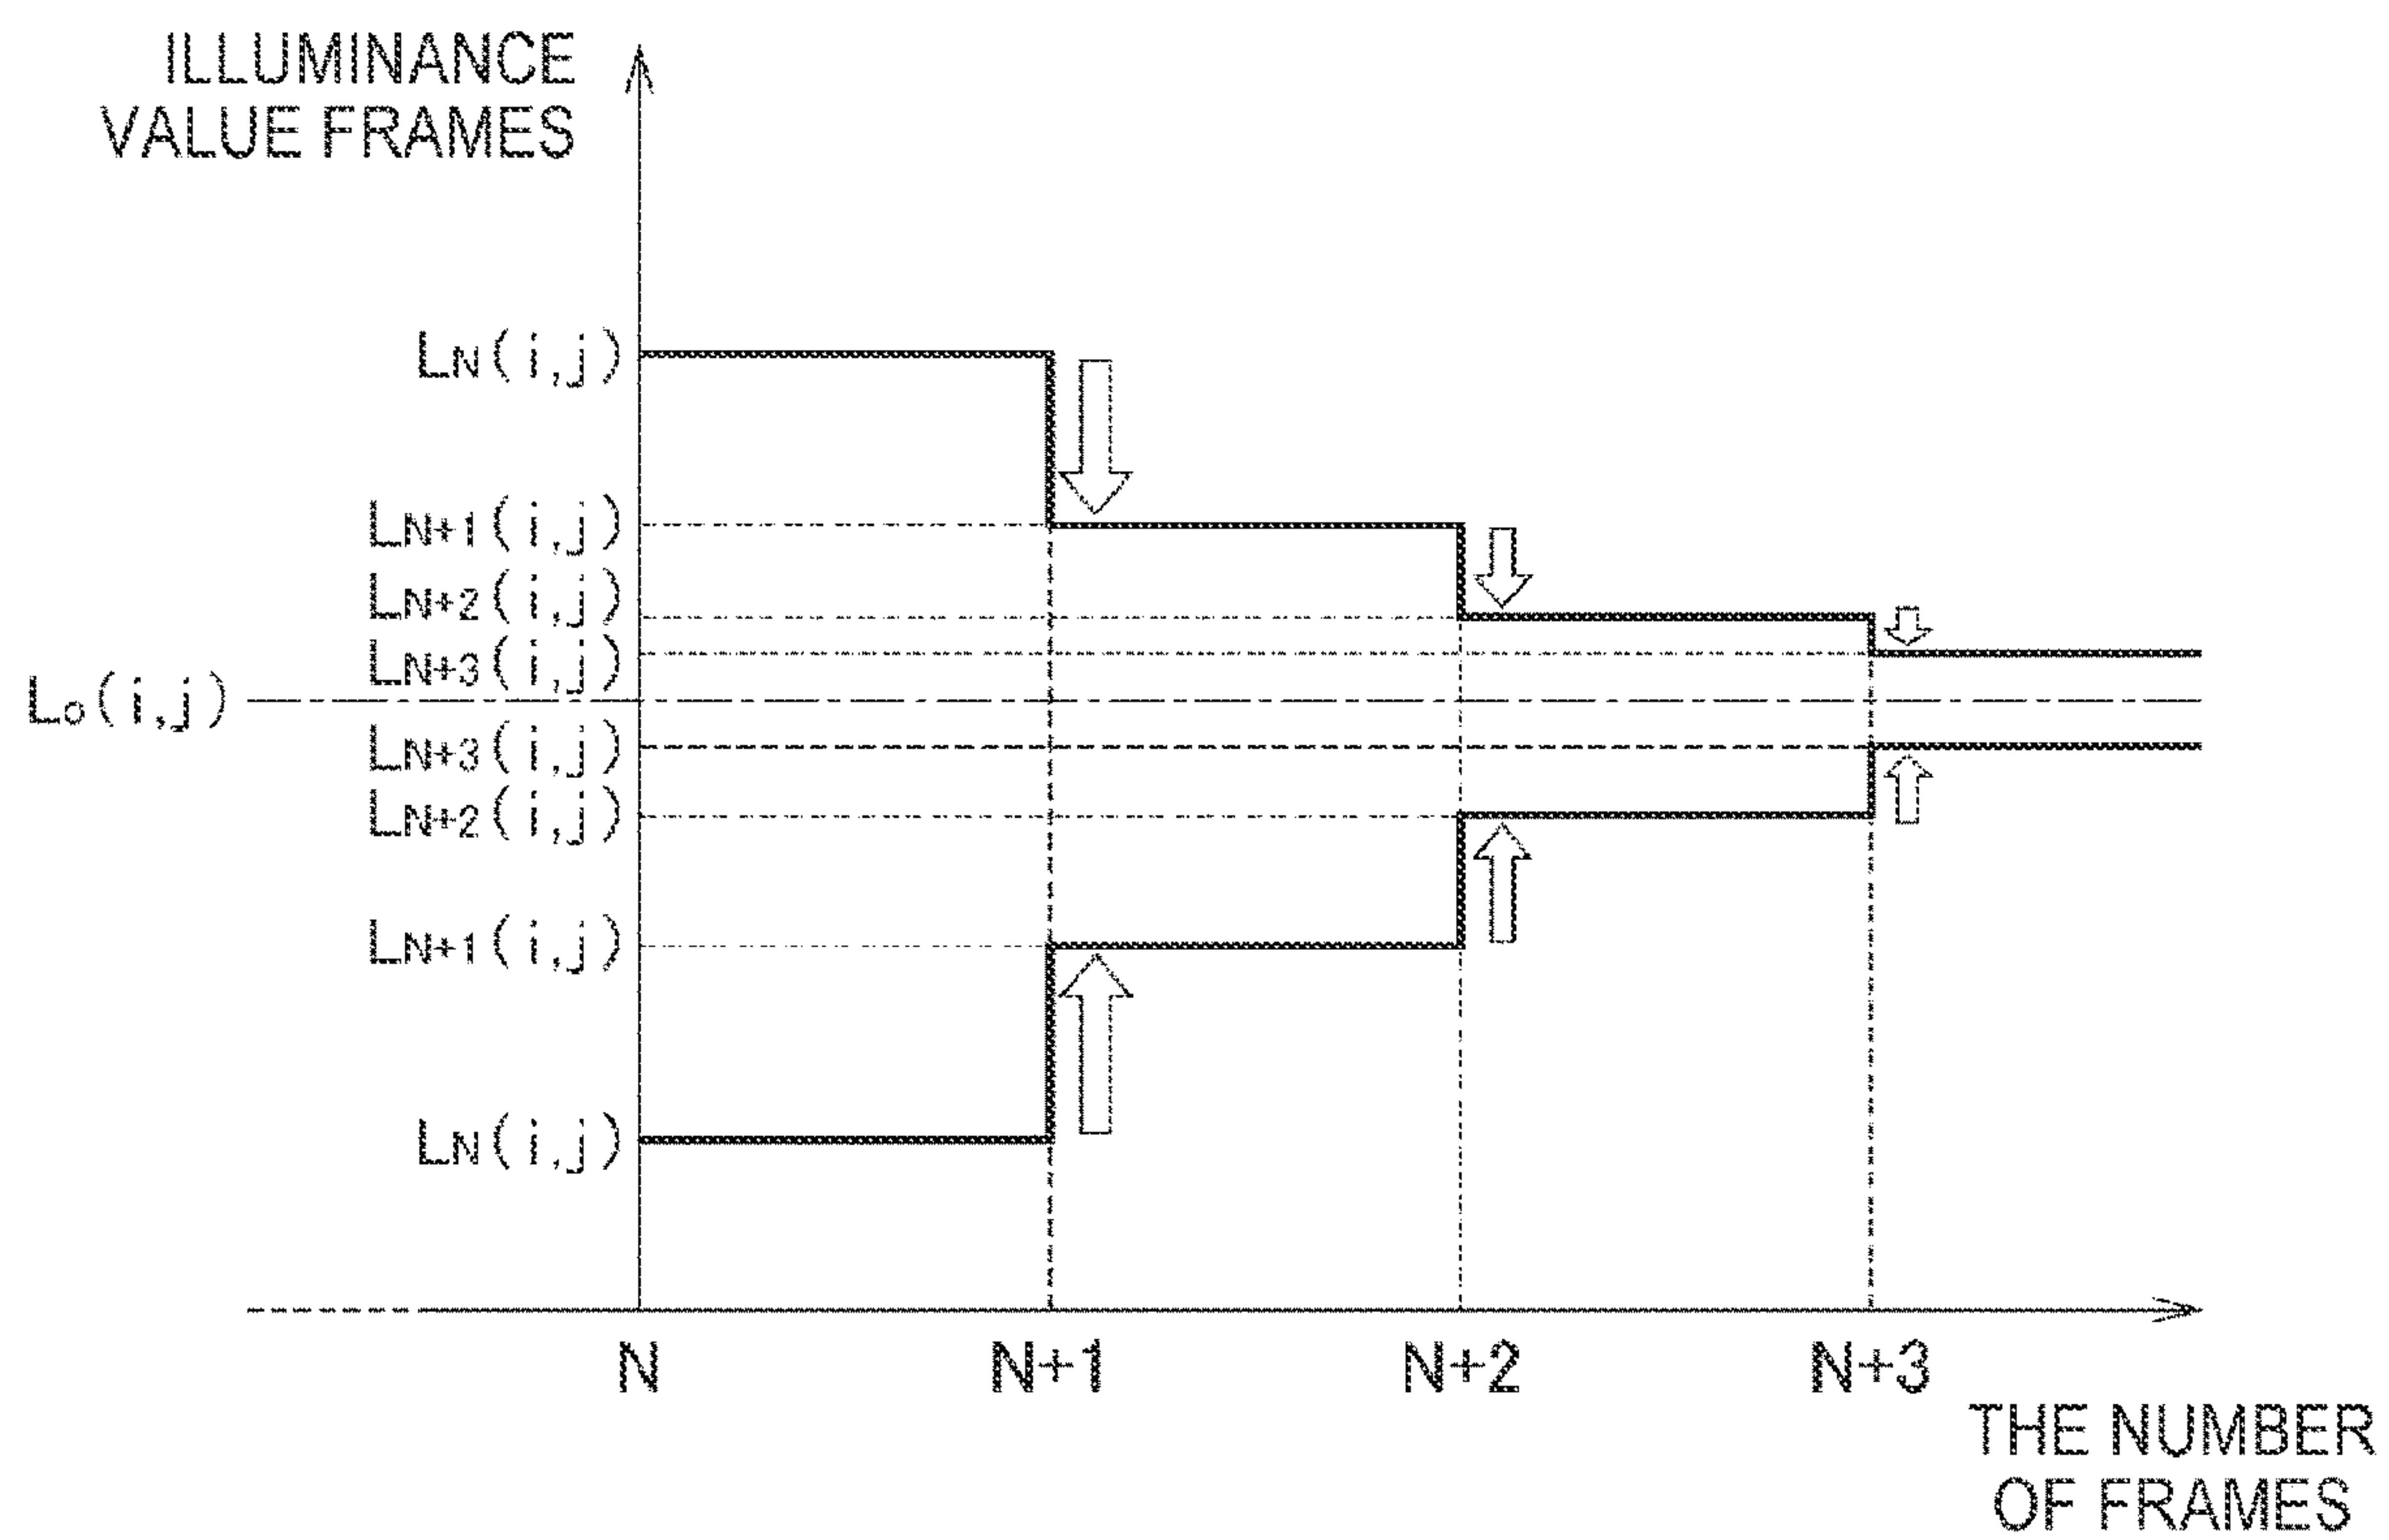 ILLUMINANCE
VALUE FRAMES
LN(i,j)
LN+1(i,j)
LN+2(i,j)
LN+3(i,j)
Lo(i,j)
LN+3(i,j)
LN+2(i,j)
LN+1(i,j)
LN(i,j)
N N+1 N+2 N+3
THE NUMBER
OF FRAMES